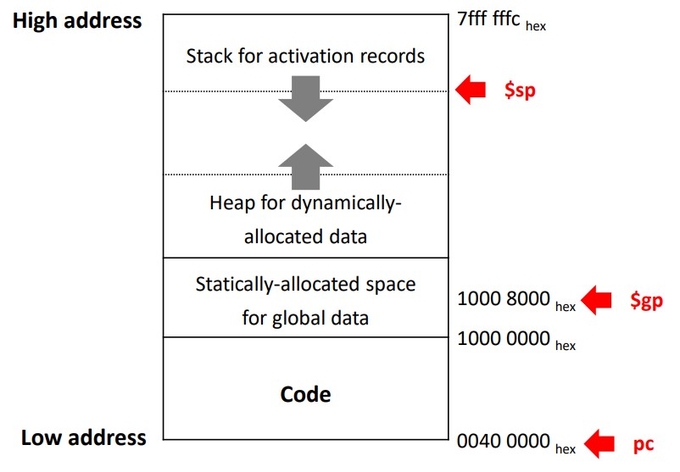 High address
7fff fffc hex
Stack for activation records
$sp
Heap for dynamically-
allocated data
Statically-allocated space
1000 8000 hex
$gp
for global data
1000 0000 hex
Code
Low address
0040 0000 hex
pc